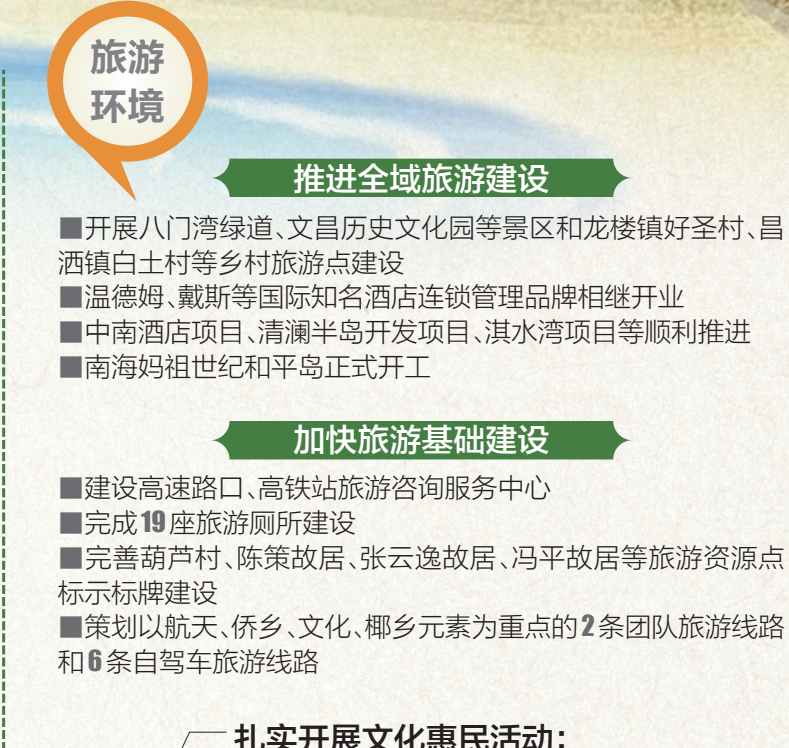 旅游
环境
推进全域旅游建设
■开展八门湾绿道、文昌历史文化园等景区和龙楼镇好圣村、昌
洒镇白土村等乡村旅游点建设
■温德姆、戴斯等国际知名酒店连锁管理品牌相继开业
■中南酒店项目、清澜半岛开发项目、淇水湾项目等顺利推进
■南海妈祖世纪和平岛正式开工
加快旅游基础建设
■建设高速路口、高铁站旅游咨询服务中心
■完成19座旅游厕所建设
■完善葫芦村、陈策故居、张云逸故居、冯平故居等旅游资源点
标示标牌建设
■策划以航天、侨乡、文化、椰乡元素为重点的2条团队旅游线路
和6条自驾车旅游线路
扎实开展文化惠民活动：